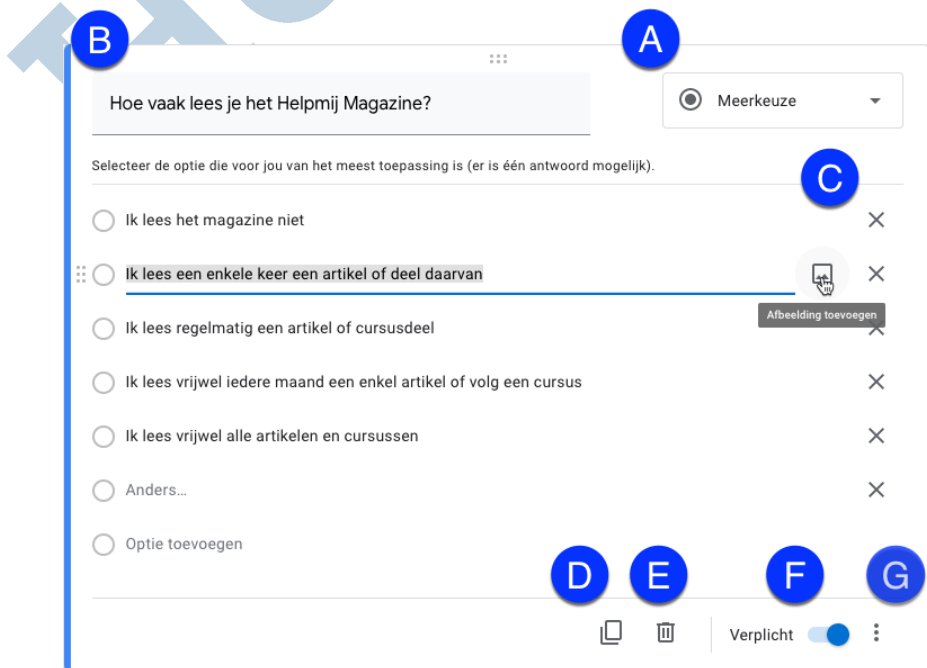 B
A
Hoe vaak lees je het Helpmij Magazine?
Meerkeuze
Selecteer de optie die voor jou van het meest toepassing is (er is één antwoord mogelijk).
C
Ik lees het magazine niet
Ik lees een enkele keer een artikel of deel daarvan
Afbeelding toevoegen
Ik lees regelmatig een artikel of cursusdeel
Ik lees vrijwel iedere maand een enkel artikel of volg een cursus
Ik lees vrijwel alle artikelen en cursussen
Anders...
Optie toevoegen
D
E
F
G
Verplicht